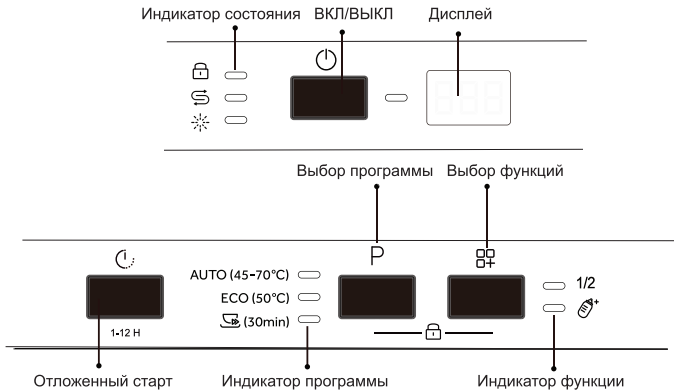 Индикатор состояния ВКЛ/ВЫКЛ Дисплей
Выбор программы Выбор функций
P
AUTO (45-70°C)
ECO (50°C) 1/2
(30min)
1-12 H
Отложенный старт Индикатор программы Индикатор функции